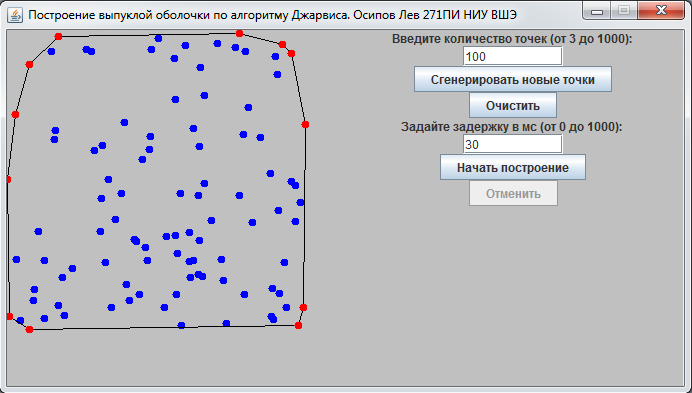 Построение выпуклой оболочки по алгоритму Джарвиса. Осипов Лев 271ПИ НИУ ВШЭ
Введите количество точек (от 3 до 1000):
100
Сгенерировать новые точки
Очистить
Задайте задержку в мс (от 0 до 1000):
30
Начать построение
Отменить